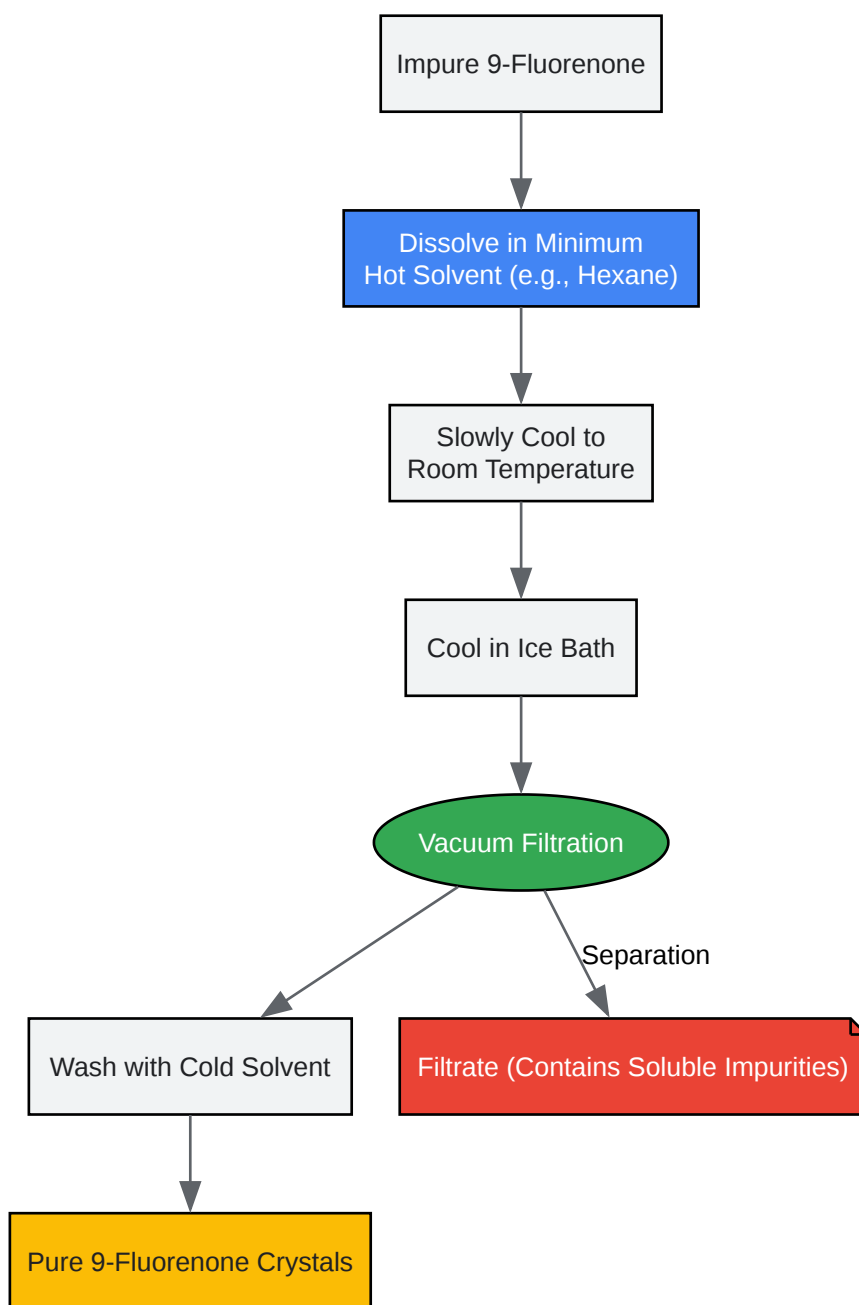 Impure 9-Fluorenone
Dissolve in Minimum
Hot Solvent (e.g., Hexane)
Slowly Cool to
Room Temperature
Cool in Ice Bath
Vacuum Filtration
Separation
Wash with Cold Solvent
Filtrate (Contains Soluble Impurities)
Pure 9-Fluorenone Crystals